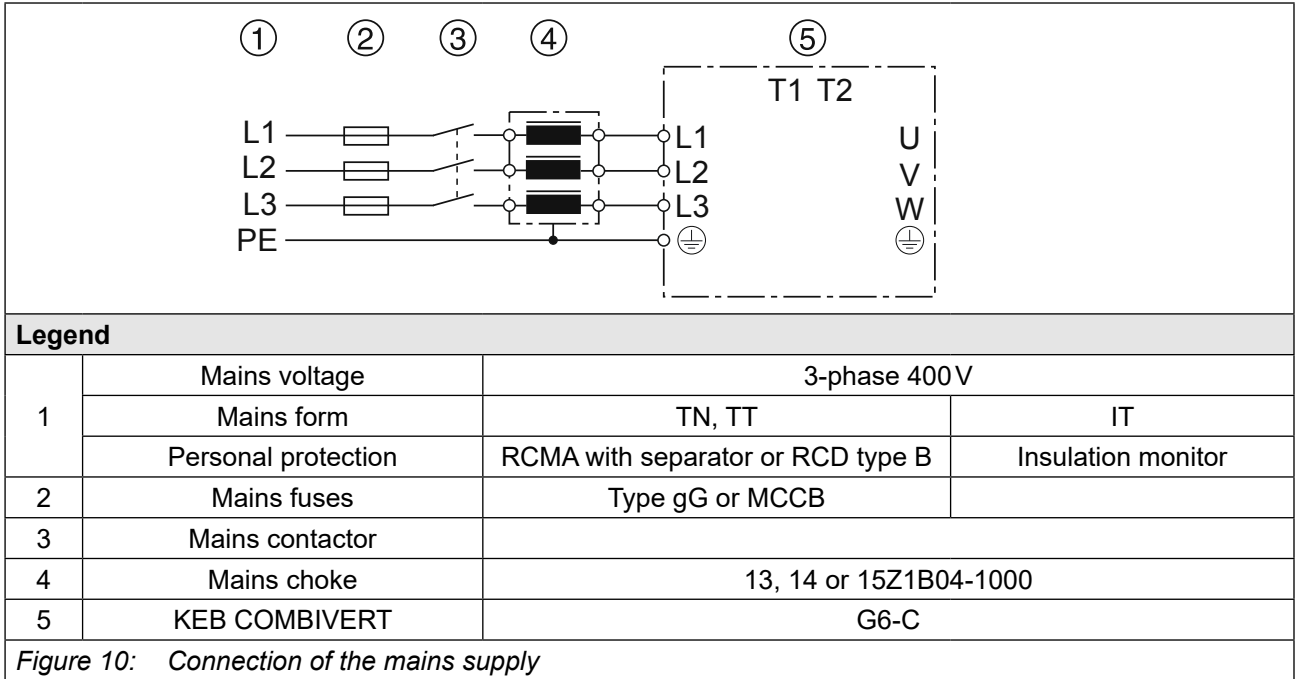 ① ② ③ ④ ⑤
T1 T2
L1 L1 U
L2 L2 V
L3 L3 W
PE
Legend
1 Mains voltage 3-phase 400 V
Mains form TN, TT IT
Personal protection RCMA with separator or RCD type B Insulation monitor
2 Mains fuses Type gG or MCCB
3 Mains contactor
4 Mains choke 13, 14 or 15Z1B04-1000
5 KEB COMBIVERT G6-C
Figure 10: Connection of the mains supply